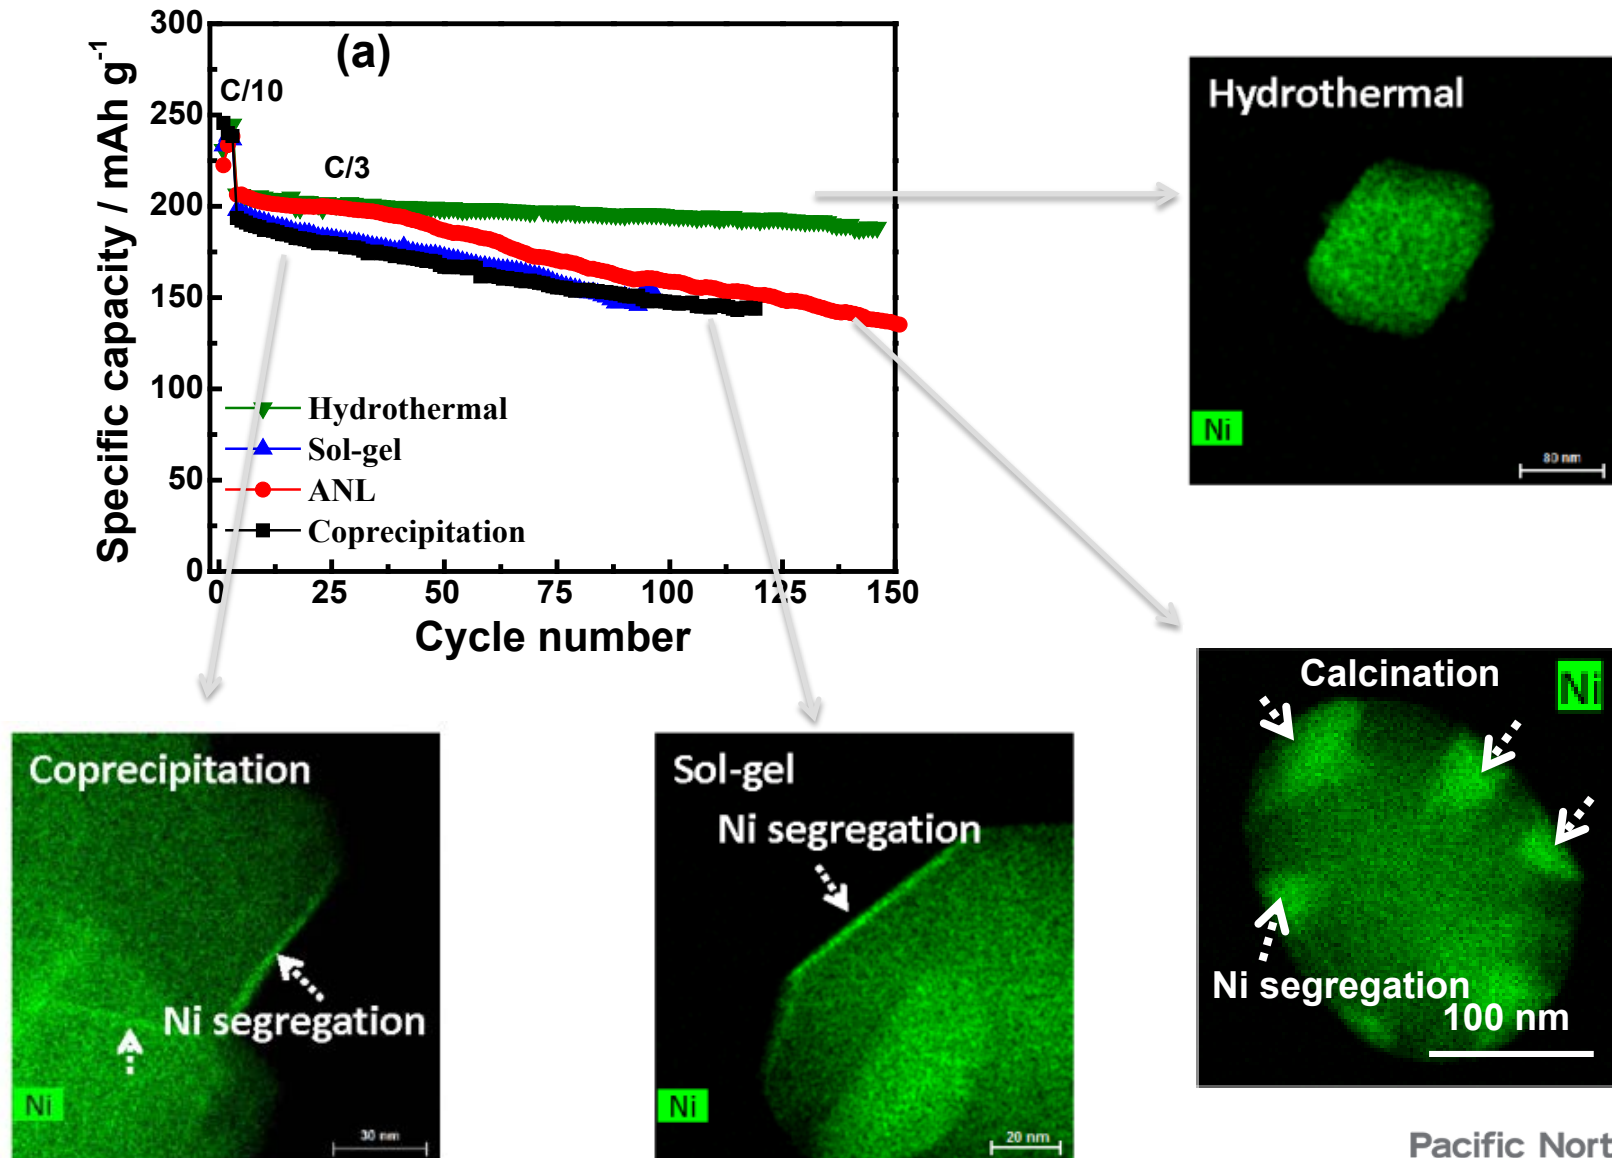 (a)
C/10
C/3
Specific capacity / mAh g⁻¹
300
250
200
150
100
50
0
0 25 50 75 100 125 150
Cycle number
Hydrothermal
Sol-gel
ANL
Coprecipitation
Hydrothermal
Ni
80 nm
Coprecipitation
Ni segregation
Ni
30 nm
Sol-gel
Ni segregation
Ni
20 nm
Calcination
Ni
Ni segregation
100 nm
Pacific Nort